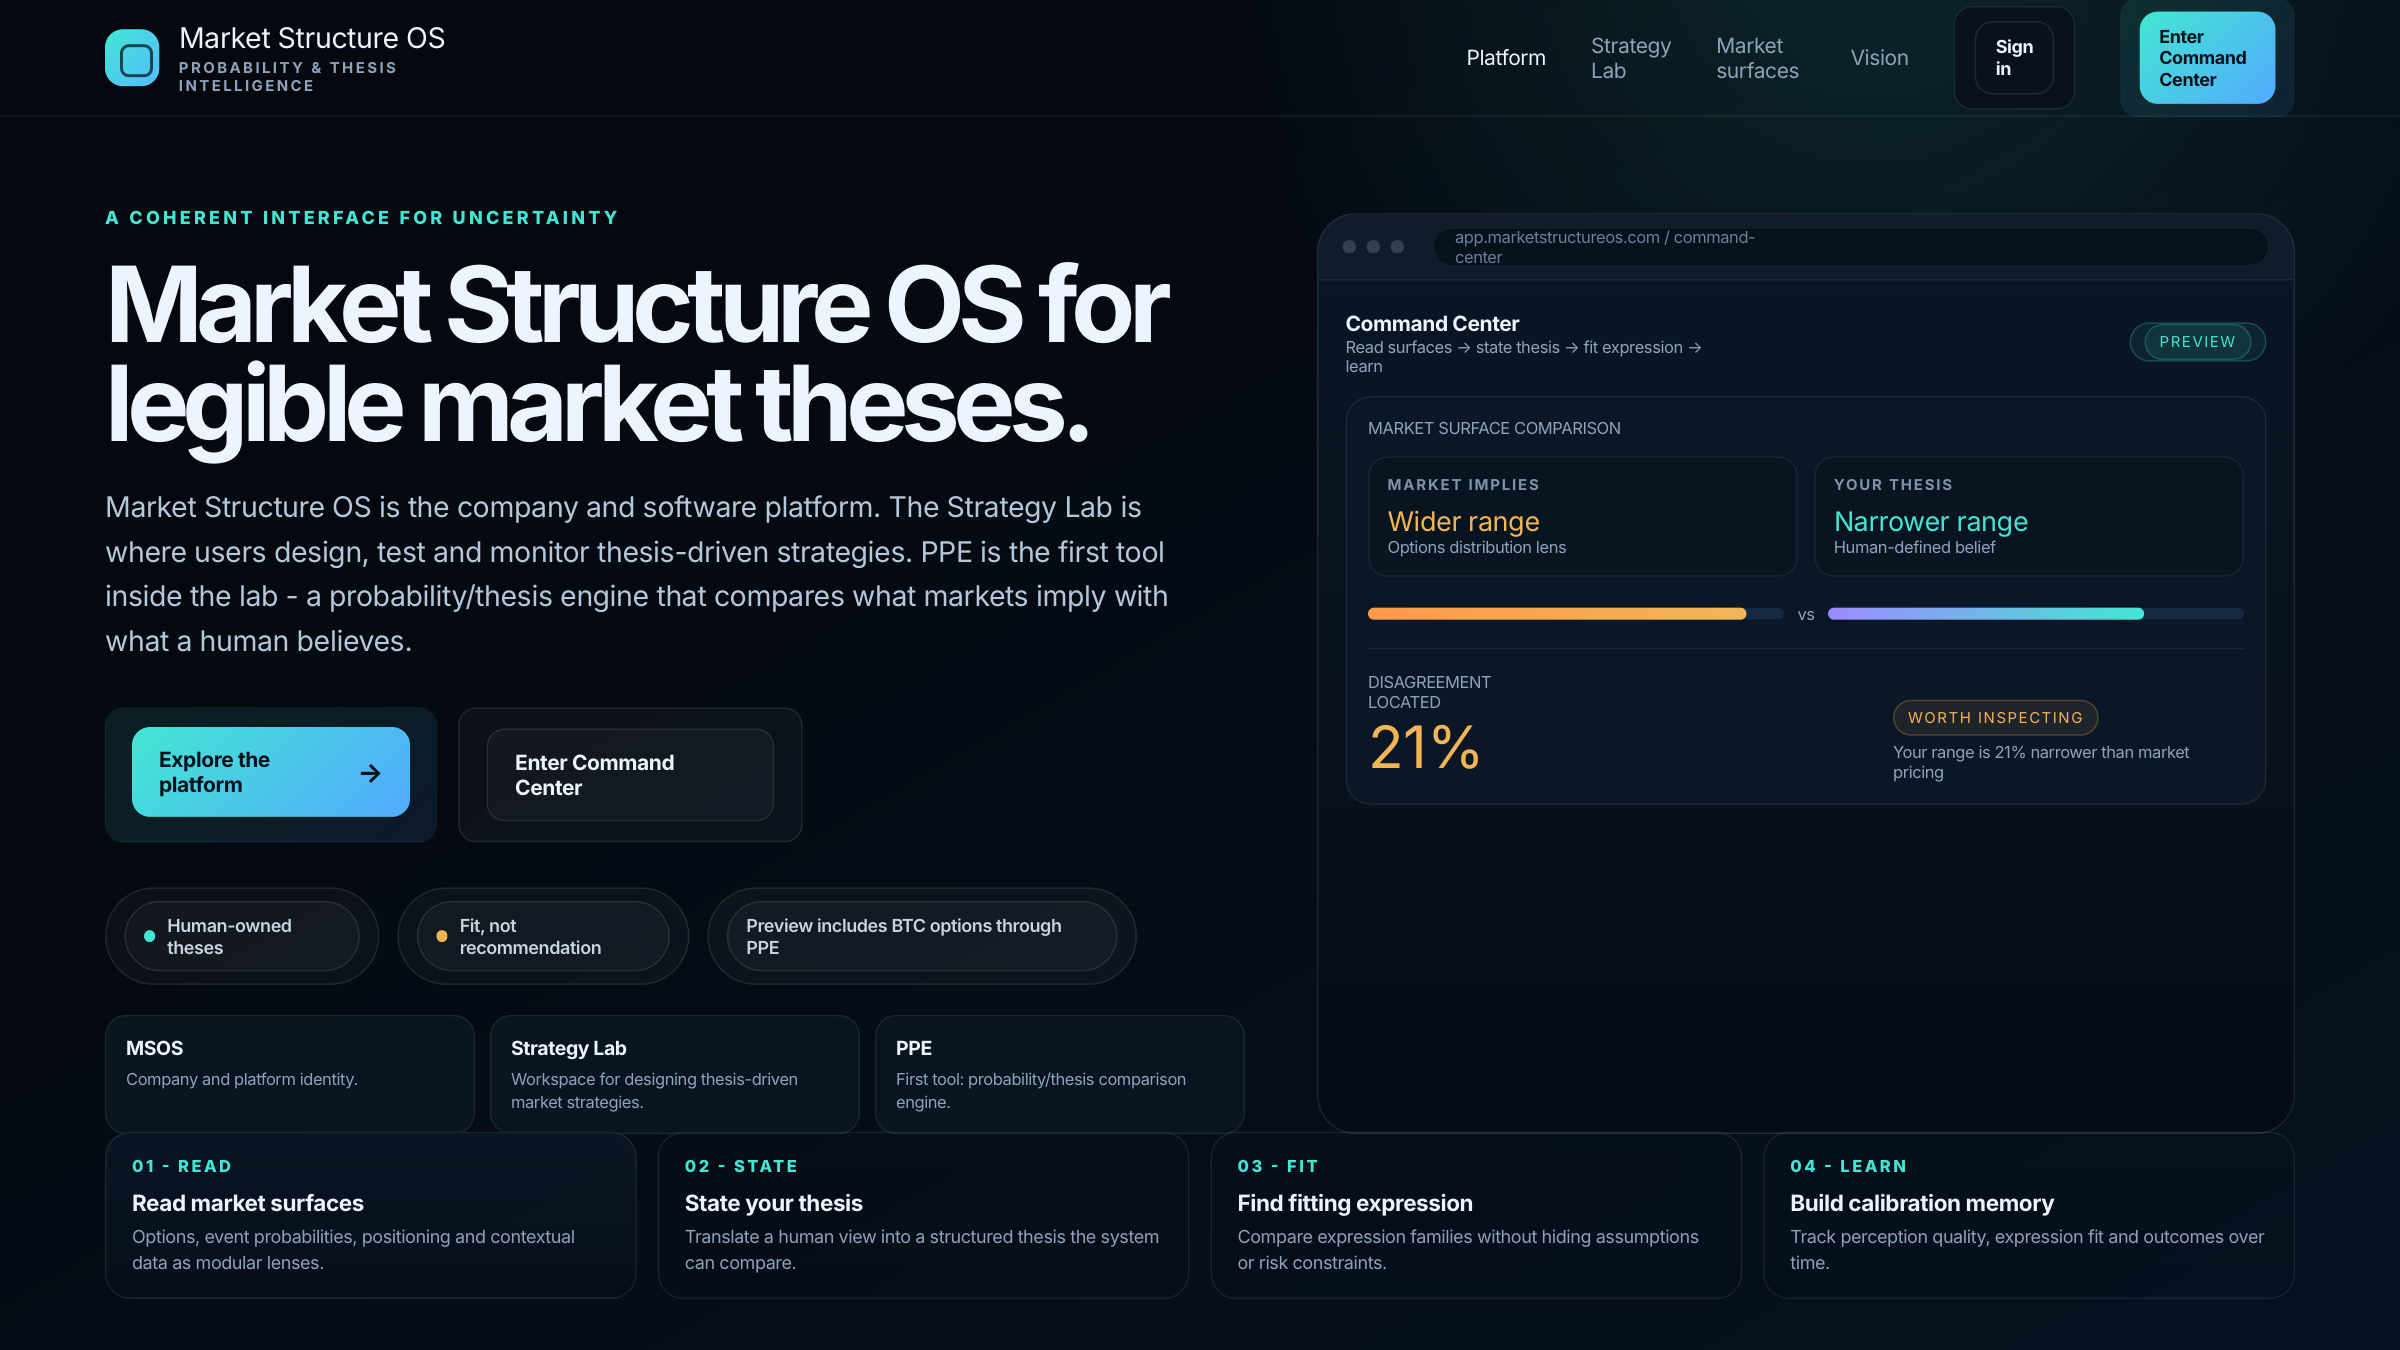 Market Structure OS
PROBABILITY & THESIS
INTELLIGENCE
Platform
Strategy
Lab
Market
surfaces
Vision
Sign
in
Enter
Command
Center
A COHERENT INTERFACE FOR UNCERTAINTY
Market Structure OS for
legible market theses.
Market Structure OS is the company and software platform. The Strategy Lab is
where users design, test and monitor thesis-driven strategies. PPE is the first tool
inside the lab - a probability/thesis engine that compares what markets imply with
what a human believes.
Explore the
platform →
Enter Command
Center
Human-owned
theses
Fit, not
recommendation
Preview includes BTC options through
PPE
MSOS
Company and platform identity.
Strategy Lab
Workspace for designing thesis-driven
market strategies.
PPE
First tool: probability/thesis comparison
engine.
app.marketstructureos.com / command-
center
Command Center
Read surfaces → state thesis → fit expression →
learn
PREVIEW
MARKET SURFACE COMPARISON
MARKET IMPLIES
Wider range
Options distribution lens
YOUR THESIS
Narrower range
Human-defined belief
vs
DISAGREEMENT
LOCATED
21%
WORTH INSPECTING
Your range is 21% narrower than market
pricing
01 - READ
Read market surfaces
Options, event probabilities, positioning and contextual
data as modular lenses.
02 - STATE
State your thesis
Translate a human view into a structured thesis the system
can compare.
03 - FIT
Find fitting expression
Compare expression families without hiding assumptions
or risk constraints.
04 - LEARN
Build calibration memory
Track perception quality, expression fit and outcomes over
time.